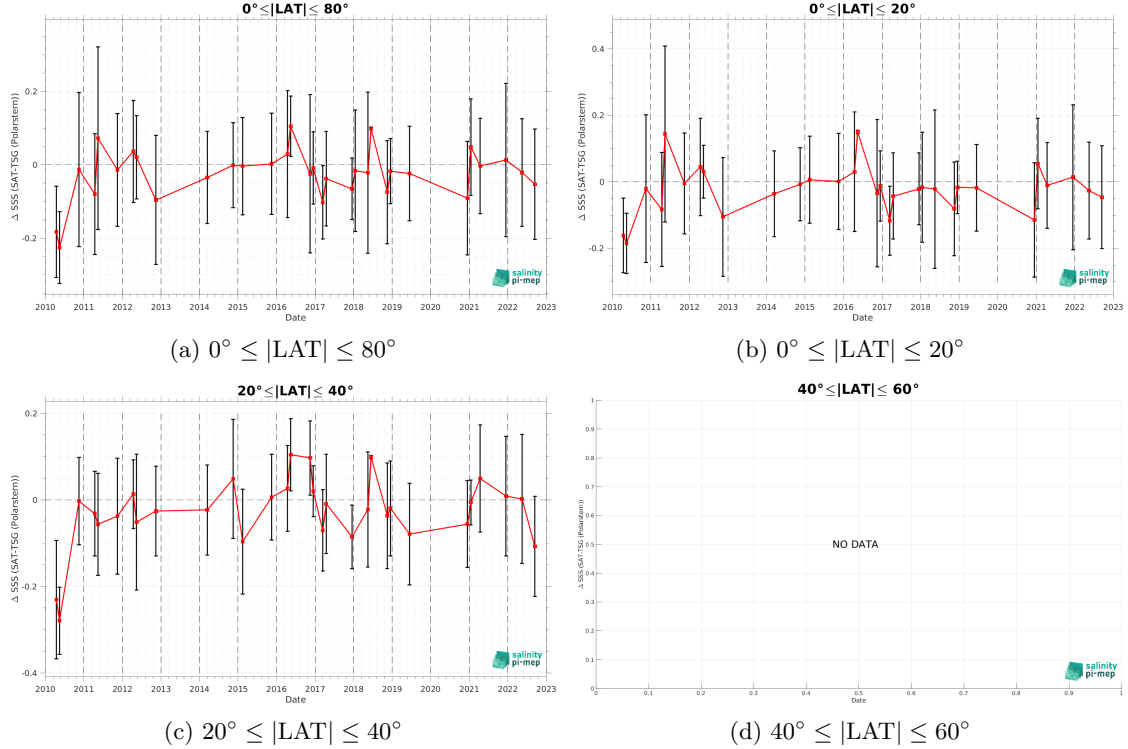 0°≤|LAT|≤ 80°
Δ SSS (SAT-TSG (Polarstern))
0.2
0
-0.2
2010 2011 2012 2013 2014 2015 2016 2017 2018 2019 2020 2021 2022 2023
Date
salinity
pi-mep
(a) 0° ≤ |LAT| ≤ 80°
0°≤|LAT|≤ 20°
Δ SSS (SAT-TSG (Polarstern))
0.4
0.2
0
-0.2
2010 2011 2012 2013 2014 2015 2016 2017 2018 2019 2020 2021 2022 2023
Date
salinity
pi-mep
(b) 0° ≤ |LAT| ≤ 20°
20°≤|LAT|≤ 40°
Δ SSS (SAT-TSG (Polarstern))
0.2
0
-0.2
-0.4
2010 2011 2012 2013 2014 2015 2016 2017 2018 2019 2020 2021 2022 2023
Date
salinity
pi-mep
(c) 20° ≤ |LAT| ≤ 40°
40°≤|LAT|≤ 60°
Δ SSS (SAT-TSG (Polarstern))
1
0.9
0.8
0.7
0.6
0.5
0.4
0.3
0.2
0.1
0
NO DATA
0 0.1 0.2 0.3 0.4 0.5 0.6 0.7 0.8 0.9 1
Date
salinity
pi-mep
(d) 40° ≤ |LAT| ≤ 60°